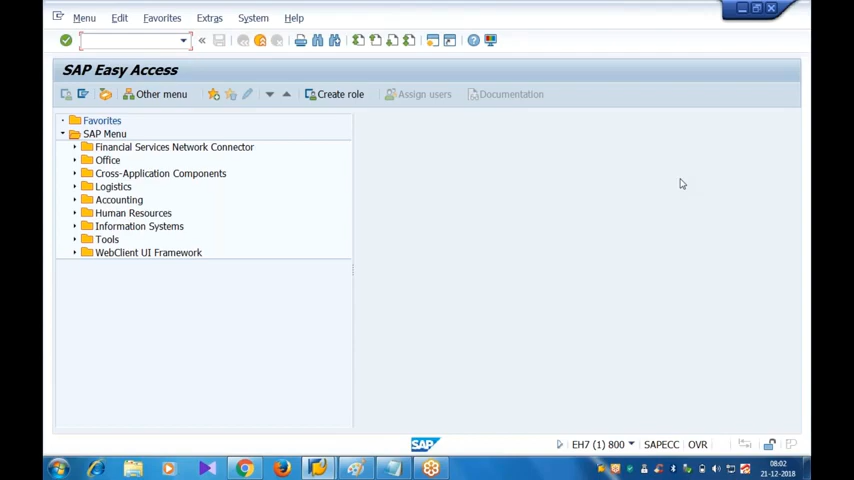 Menu Edit Favorites Extras System Help
SAP Easy Access
Other menu Create role Assign users Documentation
Favorites
SAP Menu
Financial Services Network Connector
Office
Cross-Application Components
Logistics
Accounting
Human Resources
Information Systems
Tools
WebClient UI Framework
SAP EH7 (1) 800 SAPECC OVR
08:02
21-12-2018